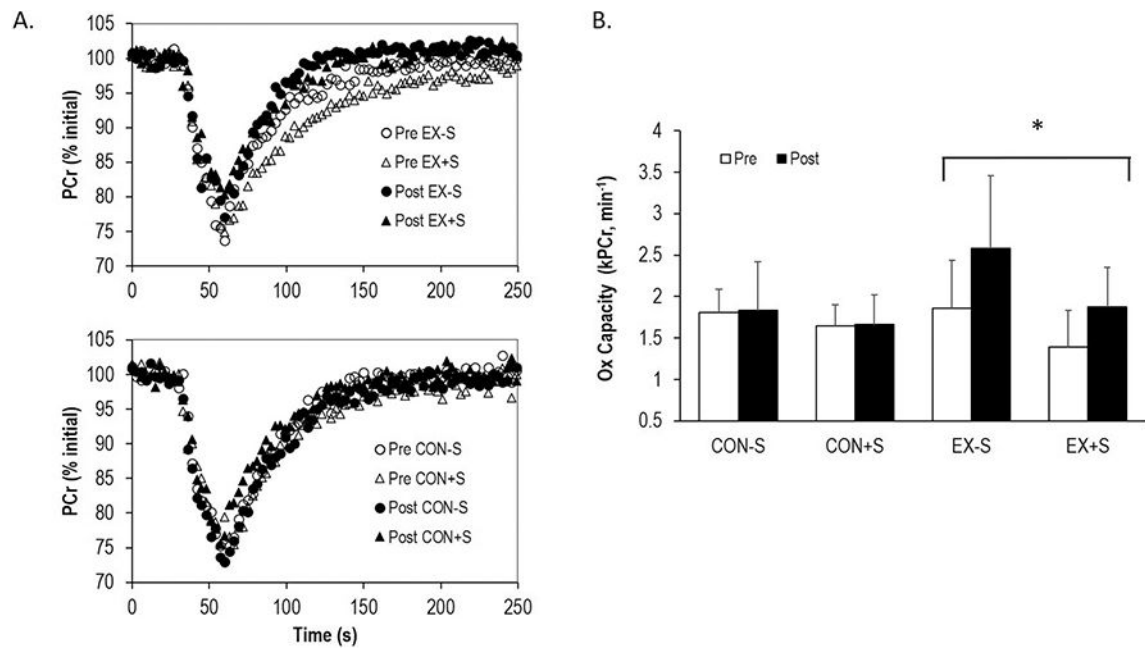 A.
105
100
95
90
85
80
75
70
PCr (% initial)
Pre EX-S
Pre EX+S
Post EX-S
Post EX+S
0 50 100 150 200 250
105
100
95
90
85
80
75
70
PCr (% initial)
Pre CON-S
Pre CON+S
Post CON-S
Post CON+S
0 50 100 150 200 250
Time (s)
B.
4
3.5
3
2.5
2
1.5
1
0.5
Ox Capacity (kPCr, min⁻¹)
Pre Post
*
CON-S CON+S EX-S EX+S